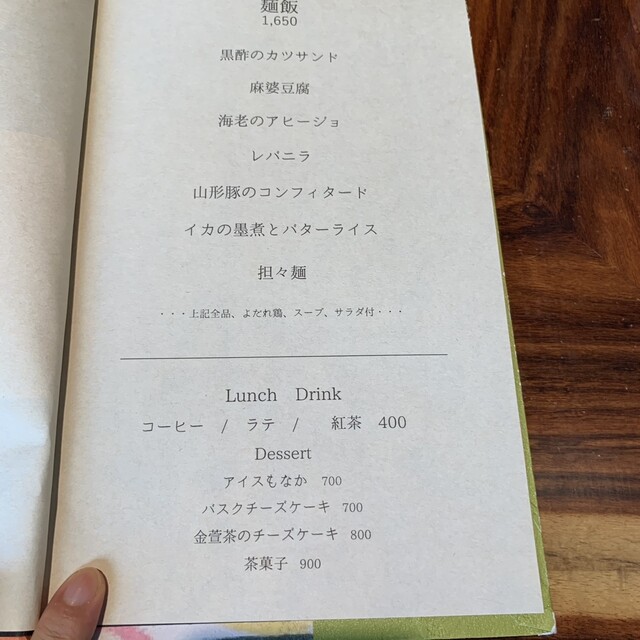 麺飯
1,650
黒酢のカツサンド
麻婆豆腐
海老のアヒージョ
レバニラ
山形豚のコンフィタード
イカの墨煮とバターライス
担々麺
・・・上記全品、よだれ鶏、スープ、サラダ付・・・
Lunch Drink
コーヒー / ラテ / 紅茶 400
Dessert
アイスもなか 700
バスクチーズケーキ 700
金萱茶のチーズケーキ 800
茶菓子 900